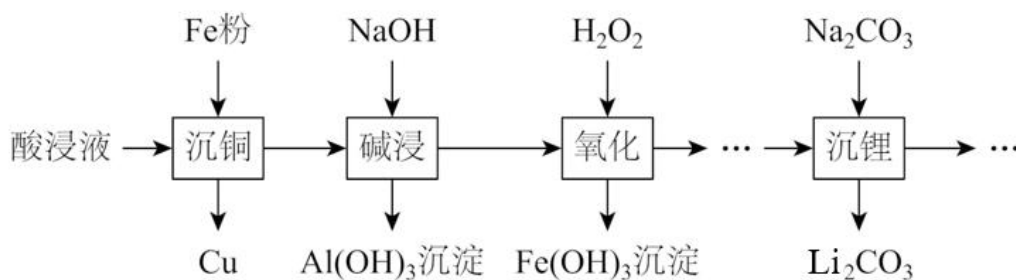 Fe粉 NaOH H₂O₂ Na₂CO₃
酸浸液 沉铜 碱浸 氧化 ··· 沉锂 ···
Cu Al(OH)₃沉淀 Fe(OH)₃沉淀 Li₂CO₃